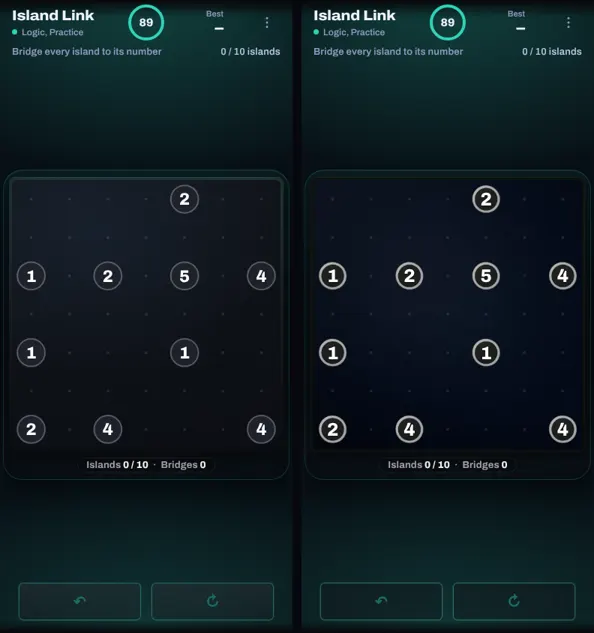 Island Link
89
Best
Logic, Practice
–
Bridge every island to its number
0 / 10 islands
2
1 2 5 4
1 1
2 4 4
Islands 0 / 10 · Bridges 0
Island Link
89
Best
Logic, Practice
–
Bridge every island to its number
0 / 10 islands
2
1 2 5 4
1 1
2 4 4
Islands 0 / 10 · Bridges 0